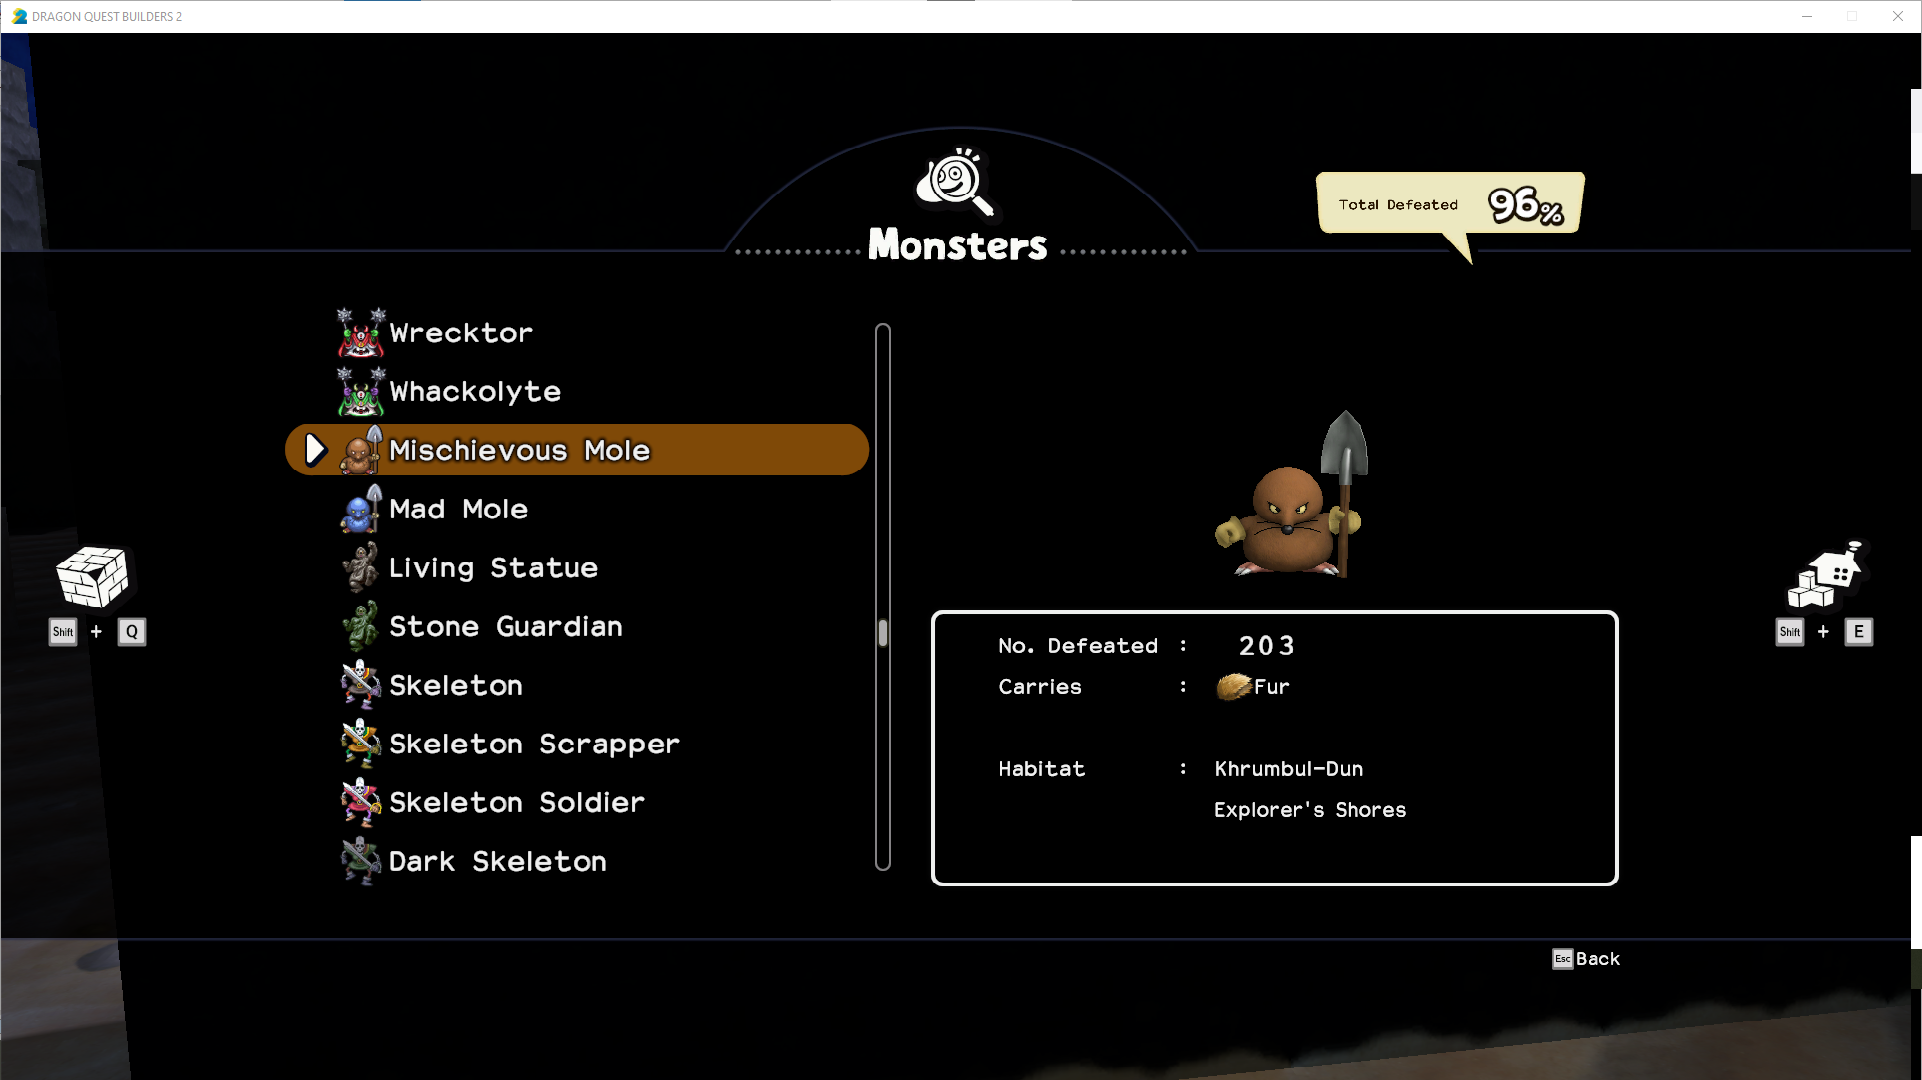 DRAGON QUEST BUILDERS 2
Monsters
Total Defeated 96%
Wrecktor
Whackolyte
Mischievous Mole
Mad Mole
Living Statue
Stone Guardian
Skeleton
Skeleton Scrapper
Skeleton Soldier
Dark Skeleton
Shift + Q
Shift + E
No. Defeated : 203
Carries : Fur
Habitat : Khrumbul-Dun
Explorer's Shores
Esc Back